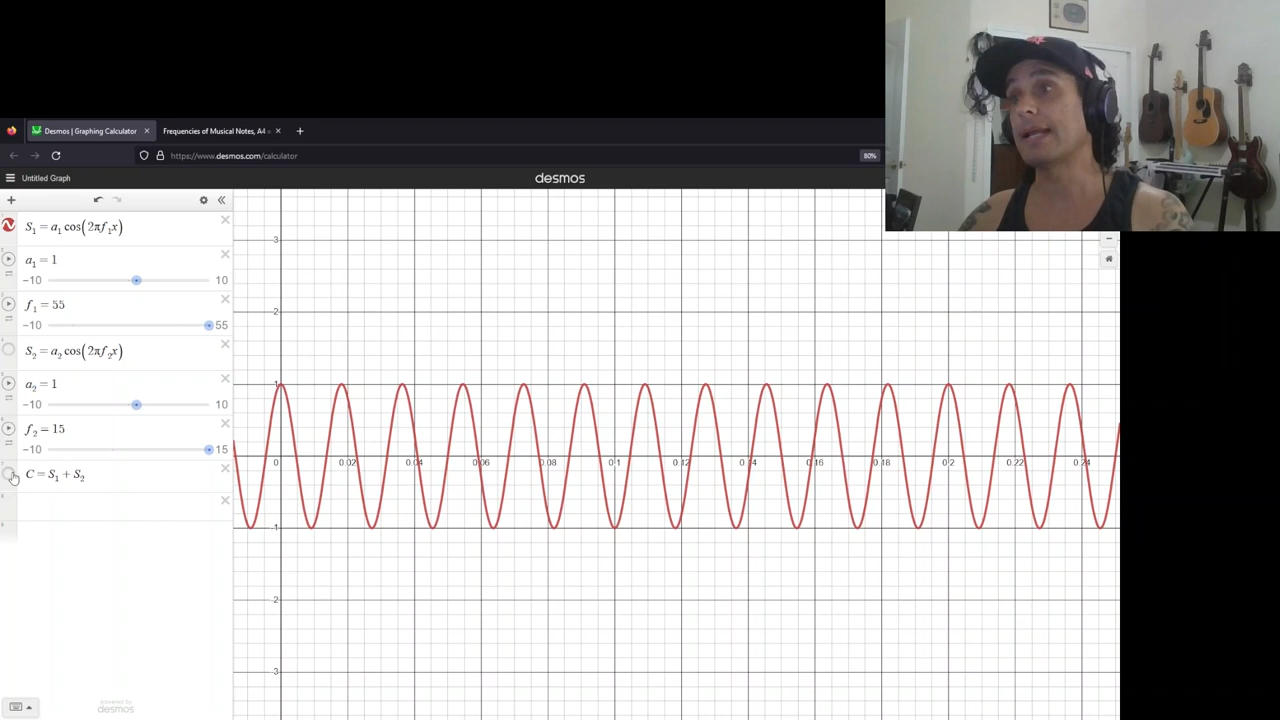 Desmos | Graphing Calculator
Frequencies of Musical Notes, A4
https://www.desmos.com/calculator
80%
Untitled Graph
desmos
S₁ = a₁ cos(2πf₁x)
a₁ = 1
-10
10
f₁ = 55
-10
55
S₂ = a₂ cos(2πf₂x)
a₂ = 1
-10
10
f₂ = 15
-10
15
C = S₁ + S₂
3
2
1
0
0.02
0.04
0.06
0.08
0.1
0.12
0.14
0.16
0.18
0.2
0.22
0.24
-1
-2
-3
powered by
desmos